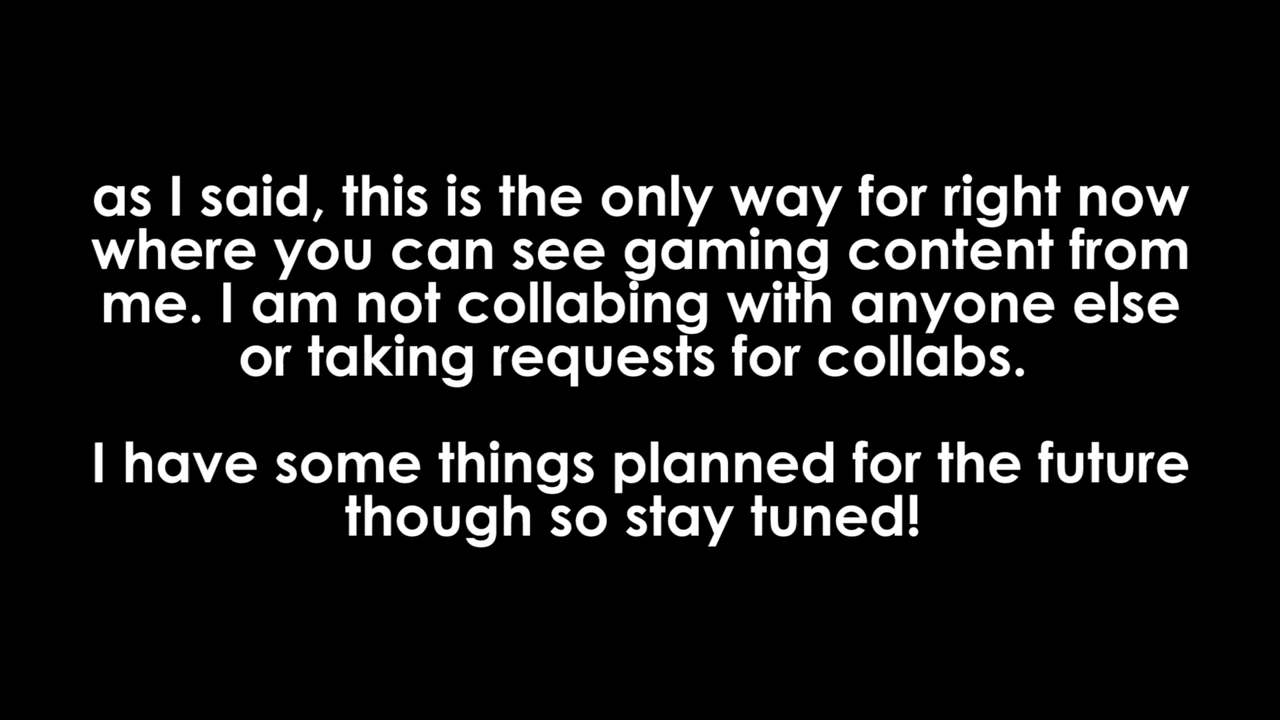 as I said, this is the only way for right now
where you can see gaming content from
me. I am not collabing with anyone else
or taking requests for collabs.
I have some things planned for the future
though so stay tuned!